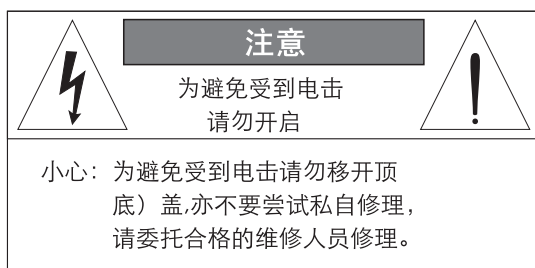 注意
为避免受到电击
请勿开启
小心：为避免受到电击请勿移开顶
底）盖,亦不要尝试私自修理，
请委托合格的维修人员修理。